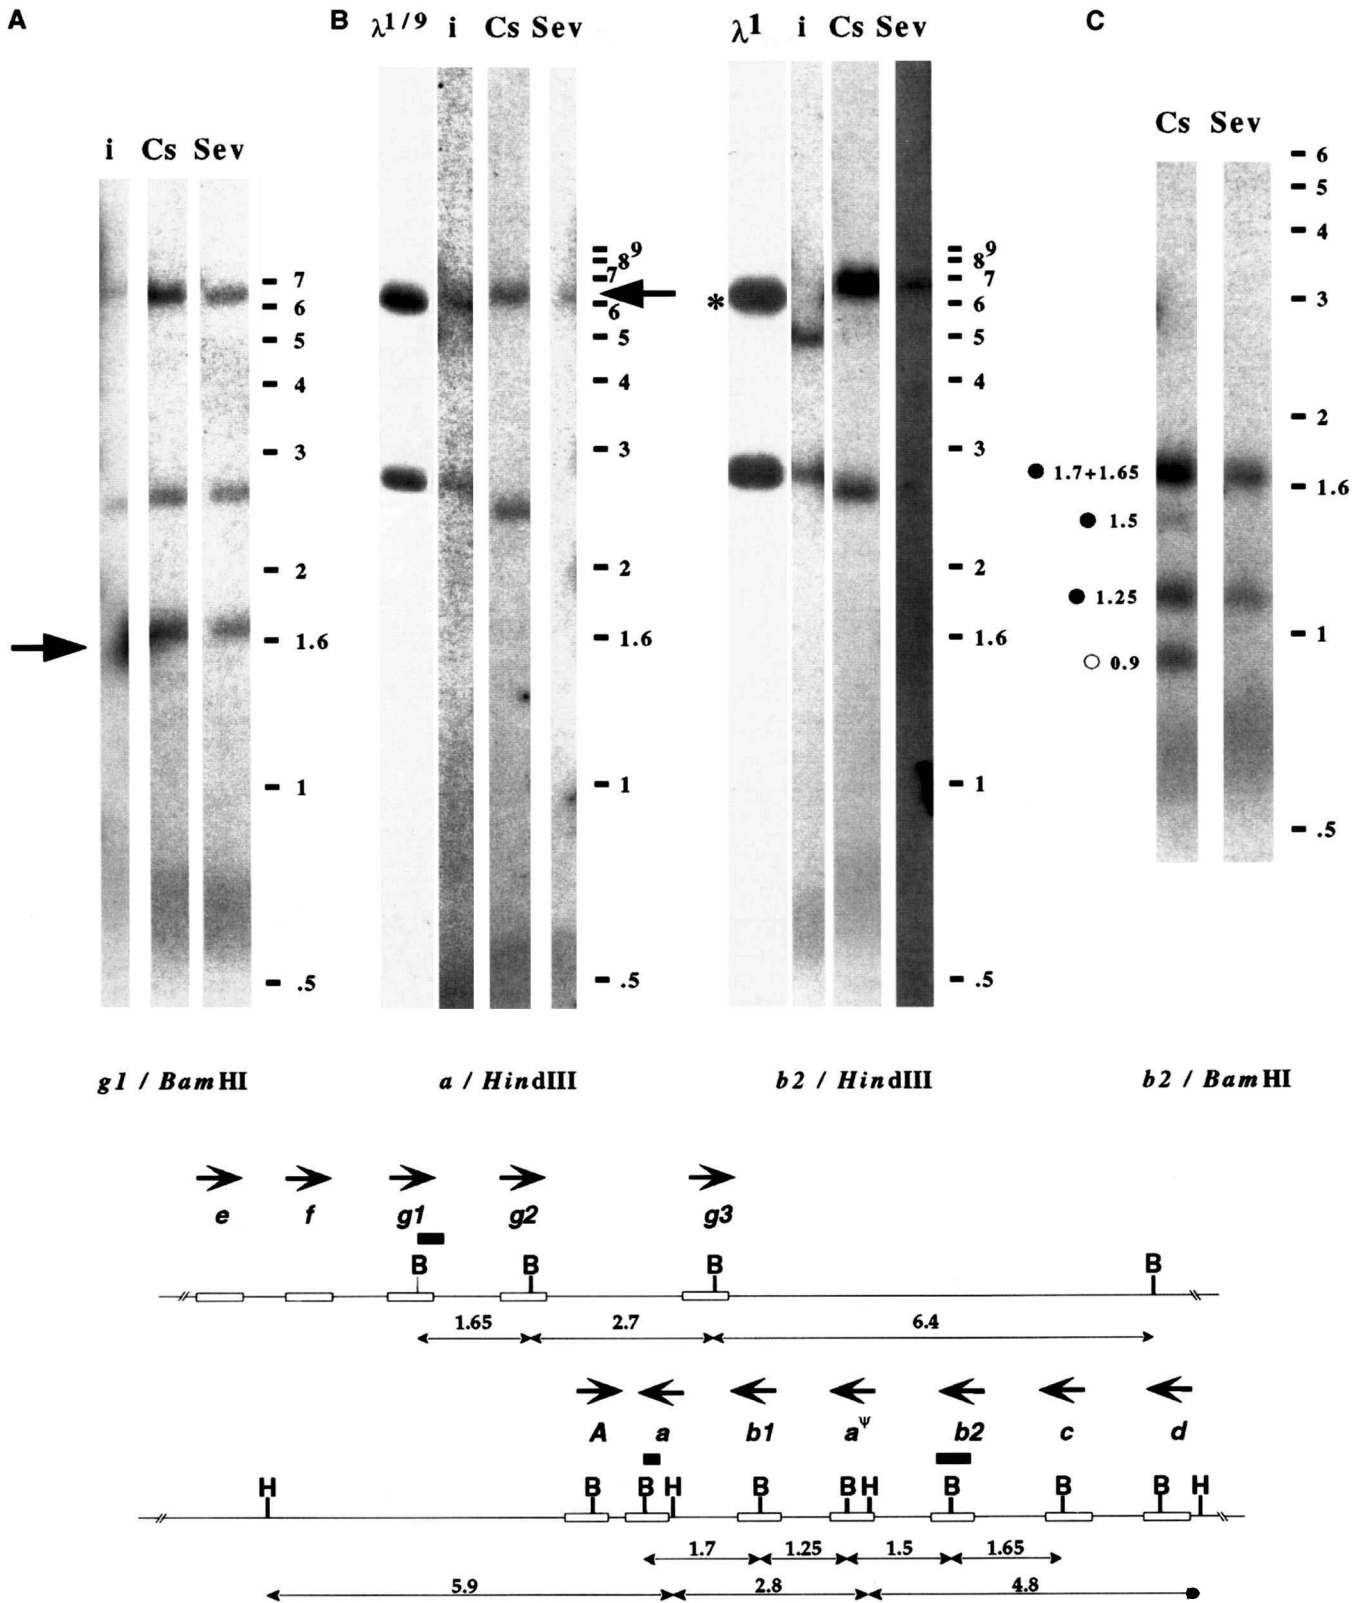 A
i Cs Sev
7
6
5
4
3
2
1.6
1
.5
g1 / BamHI
B
λ1/9 i Cs Sev
9
8
7
6
5
4
3
2
1.6
1
.5
a / HindIII
λ1 i Cs Sev
*
9
8
7
6
5
4
3
2
1.6
1
.5
b2 / HindIII
C
Cs Sev
6
5
4
3
2
1.6
1
.5
1.7+1.65
1.5
1.25
0.9
b2 / BamHI
e f g1 g2 g3
B B B B
1.65 2.7 6.4
A a b1 aψ b2 c d
H B B H B B H B B B H
1.7 1.25 1.5 1.65
5.9 2.8 4.8